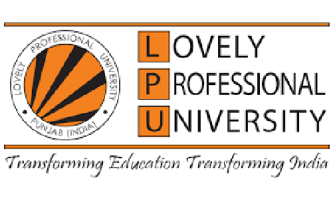 LOVELY PROFESSIONAL UNIVERSITY
• PUNJAB (INDIA) •
LOVELY
PROFESSIONAL
UNIVERSITY
Transforming Education Transforming India